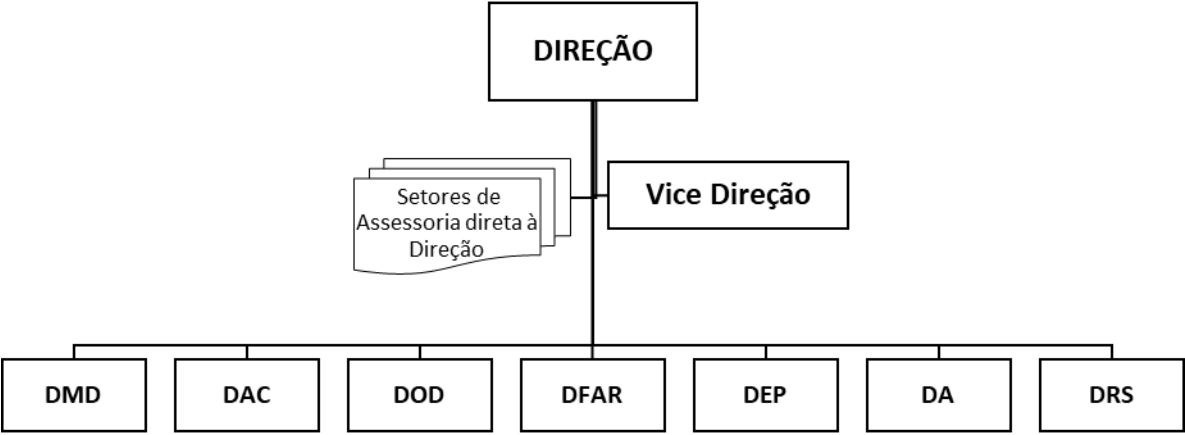 DIREÇÃO
Setores de
Assessoria direta à
Direção
Vice Direção
DMD
DAC
DOD
DFAR
DEP
DA
DRS